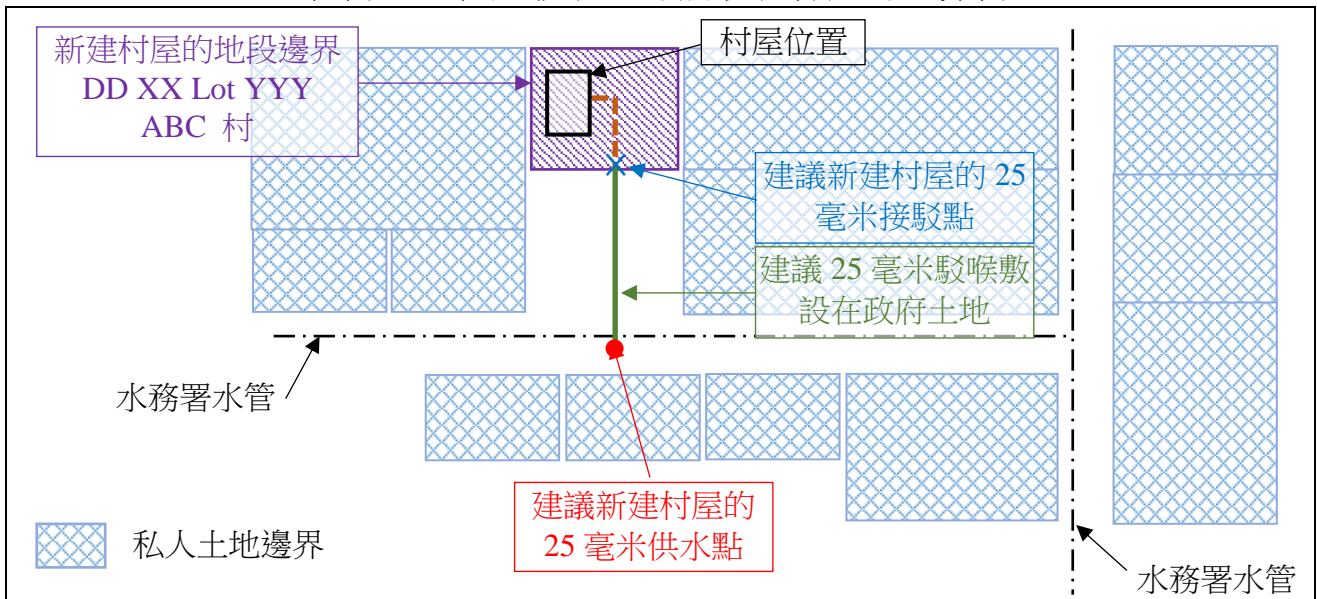 新建村屋的地段邊界
DD XX Lot YYY
ABC 村
村屋位置
建議新建村屋的 25
毫米接駁點
建議 25 毫米駁喉敷
設在政府土地
水務署水管
建議新建村屋的
25 毫米供水點
私人土地邊界
水務署水管